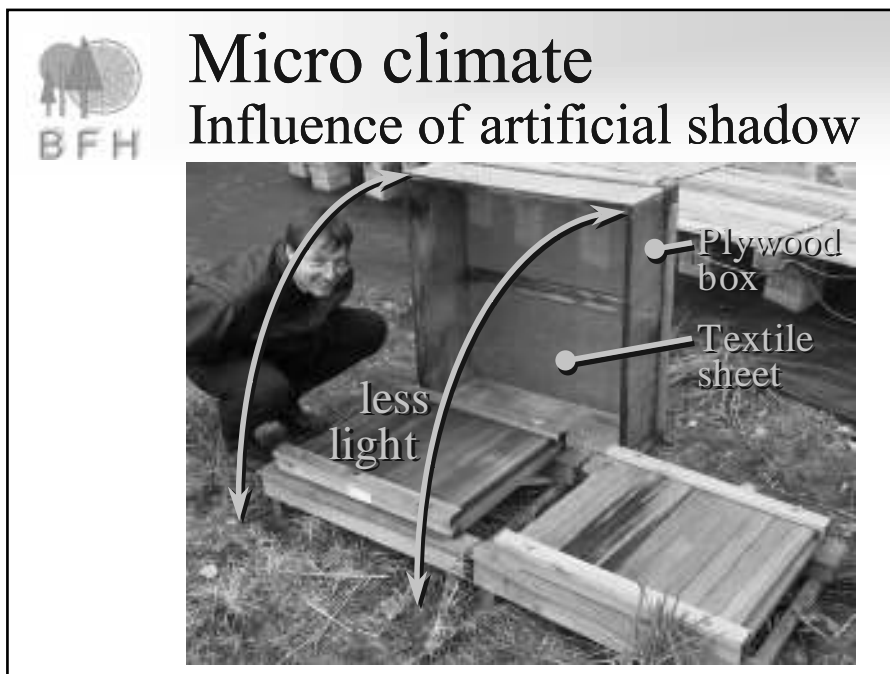 BFH
Micro climate
Influence of artificial shadow
Plywood
box
Textile
sheet
less
light